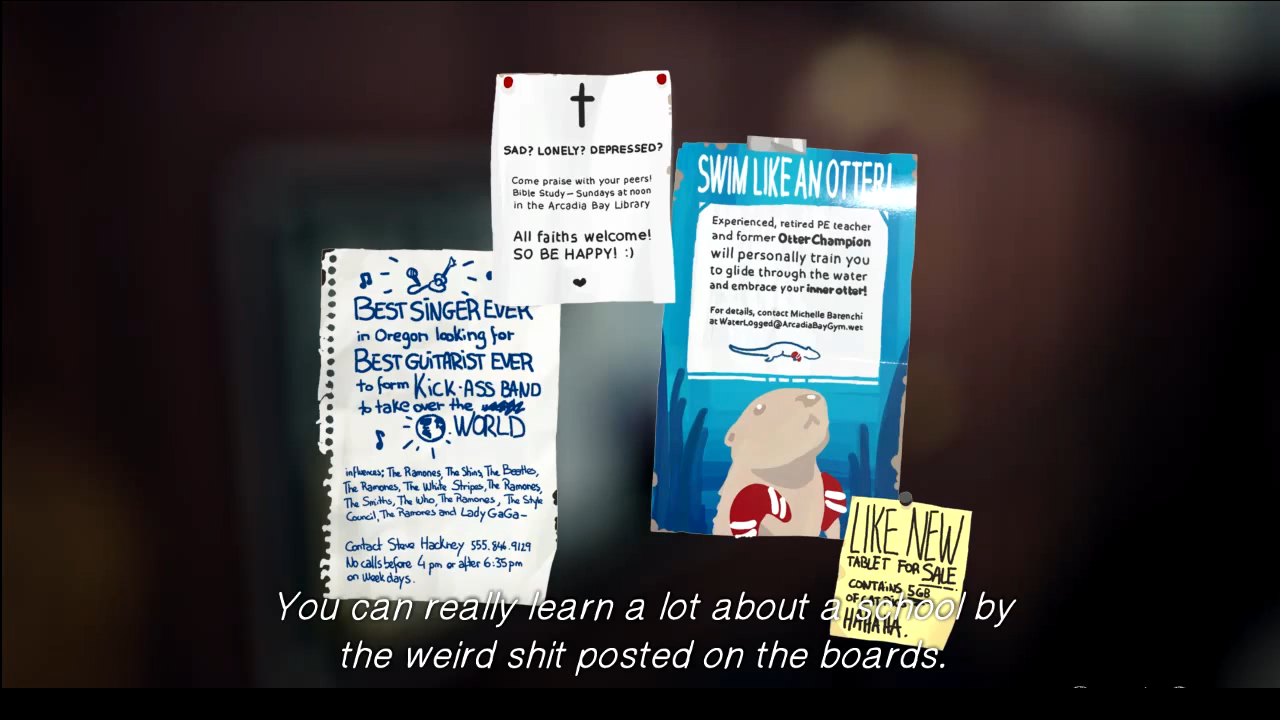 SAD? LONELY? DEPRESSED?
Come praise with your peers!
Bible Study – Sundays at noon
in the Arcadia Bay Library
All faiths welcome!
SO BE HAPPY! :)
SWIM LIKE AN OTTER!
Experienced, retired PE teacher
and former Otter Champion
will personally train you
to glide through the water
and embrace your inner otter!
For details, contact Michelle Barenchi
at WaterLogged@ArcadiaBayGym.wet
BEST SINGER EVER
in Oregon looking for
BEST GUITARIST EVER
to form KICK-ASS BAND
to take over the
WORLD
influences: The Ramones, The Shins, The Beatles,
The Ramones, The White Stripes, The Ramones,
The Smiths, The Who, The Ramones, The Style
Council, The Ramones and Lady GaGa-
Contact Steve Hackney 555.846.9129
No calls before 4 pm or after 6:35 pm
on weekdays.
LIKE NEW
TABLET FOR SALE.
CONTAINS 5GB
OF
HAHAHA.
You can really learn a lot about a school by
the weird shit posted on the boards.